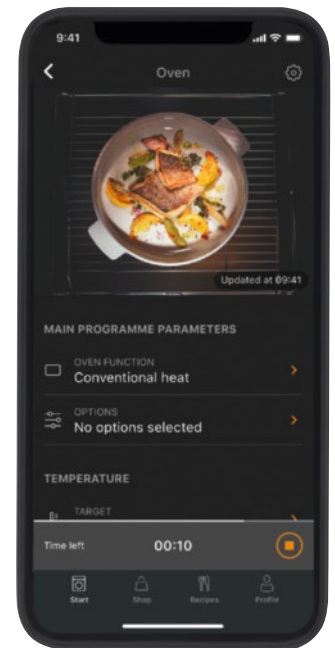 9:41
Oven
Updated at 09:41
MAIN PROGRAMME PARAMETERS
OVEN FUNCTION
Conventional heat
OPTIONS
No options selected
TEMPERATURE
TARGET
Time left 00:10
Start Shop Recipes Profile